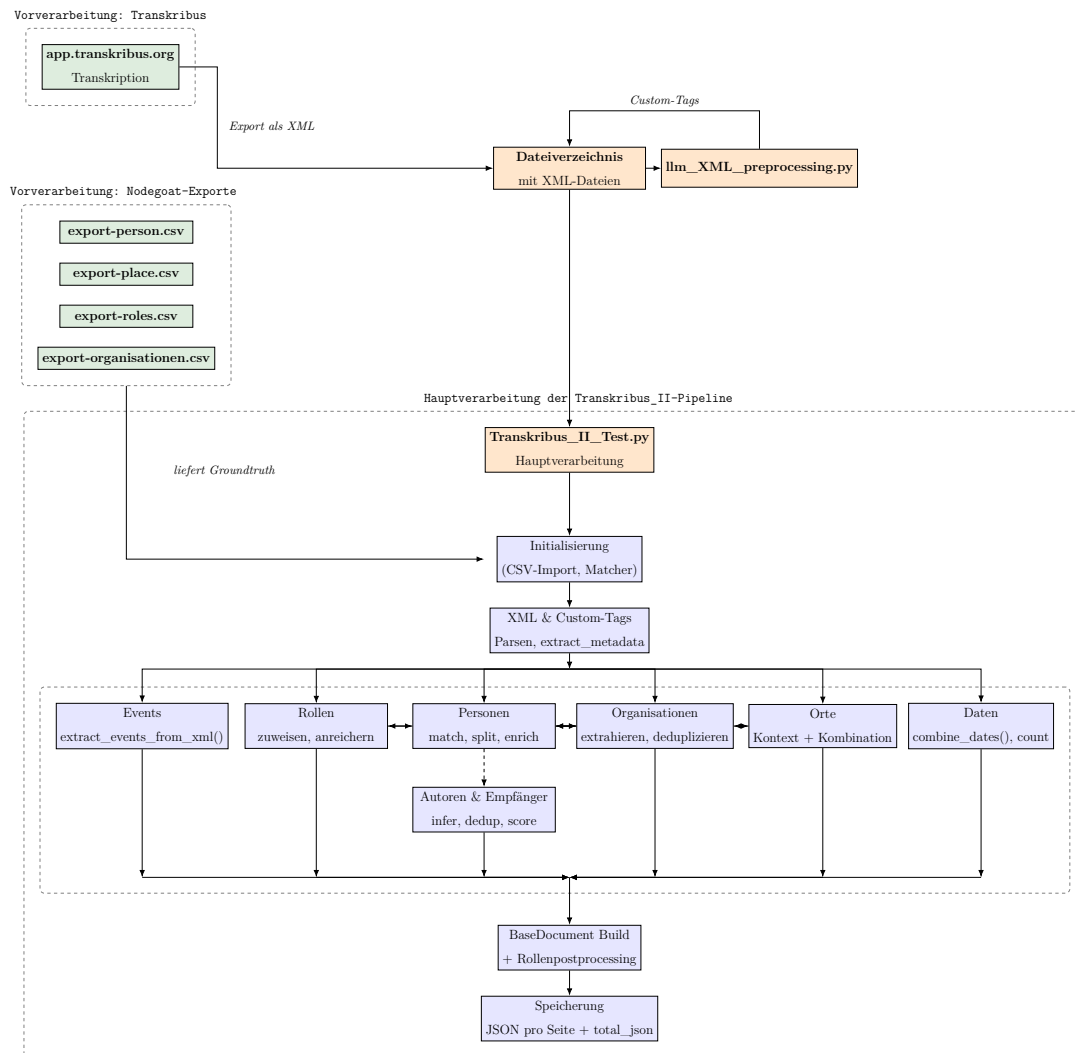 Vorverarbeitung: Transkribus
app.transkribus.org
Transkription
Export als XML
Custom-Tags
Dateiverzeichnis
mit XML-Dateien
llm_XML_preprocessing.py
Vorverarbeitung: Nodegoat-Exporte
export-person.csv
export-place.csv
export-roles.csv
export-organisationen.csv
liefert Groundtruth
Hauptverarbeitung der Transkribus_II-Pipeline
Transkribus_II_Test.py
Hauptverarbeitung
Initialisierung
(CSV-Import, Matcher)
XML & Custom-Tags
Parsen, extract_metadata
Events
extract_events_from_xml()
Rollen
zuweisen, anreichern
Personen
match, split, enrich
Organisationen
extrahieren, deduplizieren
Orte
Kontext + Kombination
Daten
combine_dates(), count
Autoren & Empfänger
infer, dedup, score
BaseDocument Build
+ Rollenpostprocessing
Speicherung
JSON pro Seite + total_json